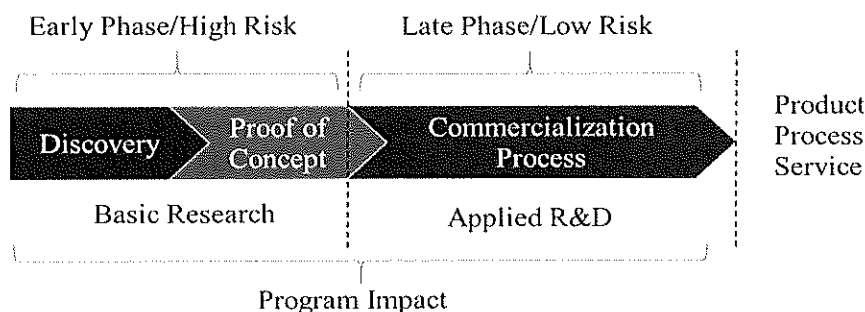 Early Phase/High Risk
Late Phase/Low Risk
Discovery
Proof of
Concept
Commercialization
Process
Product
Process
Service
Basic Research
Applied R&D
Program Impact